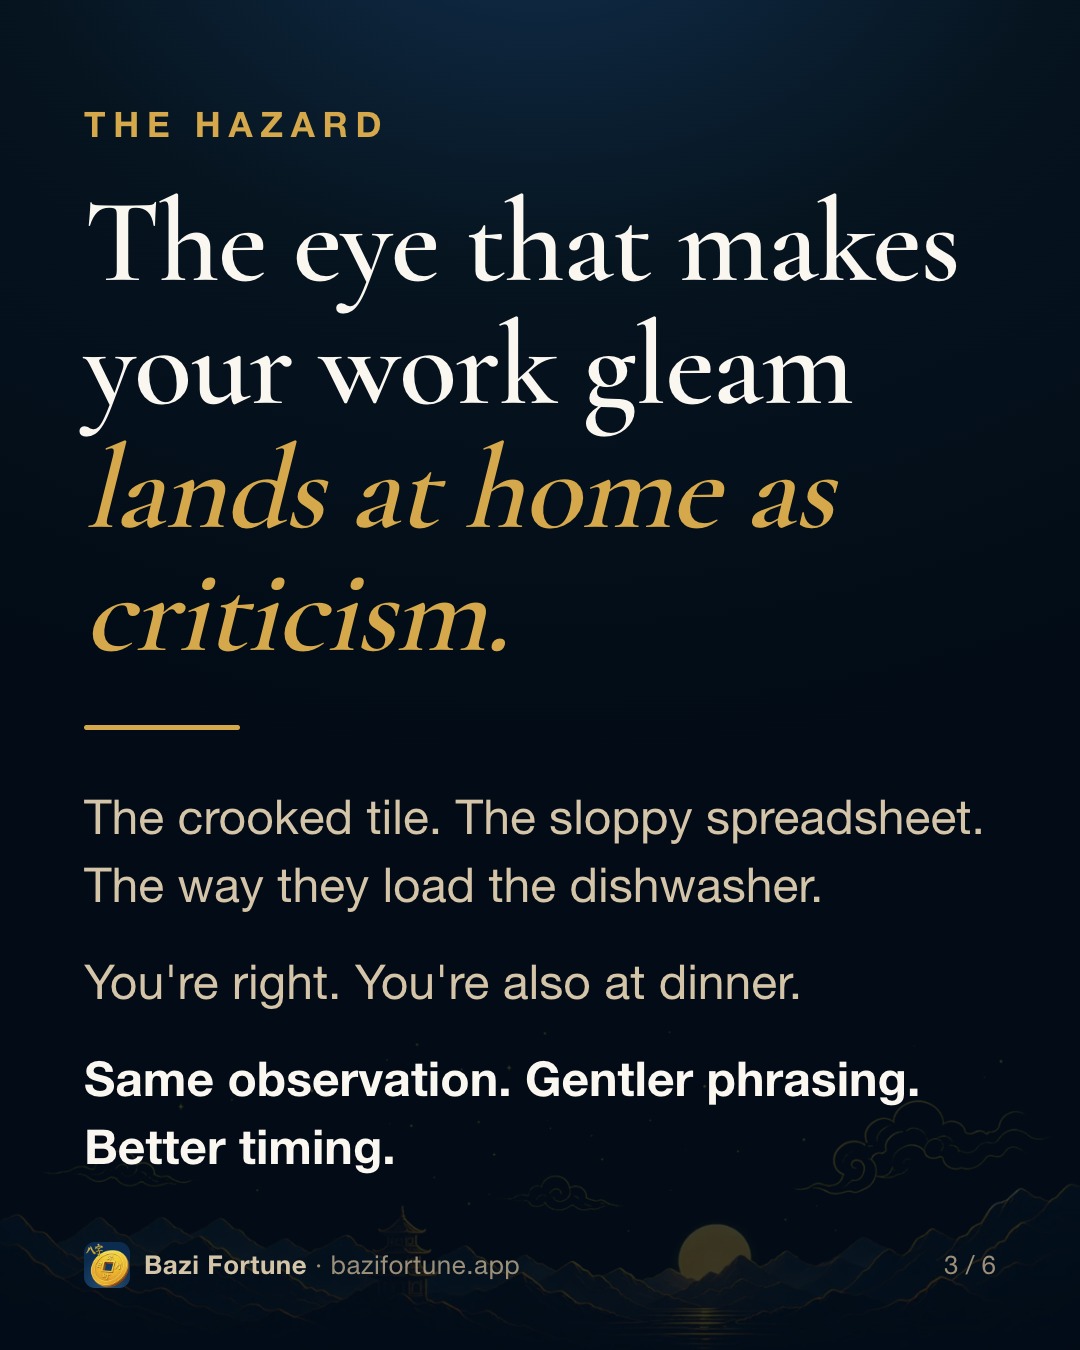 THE HAZARD
The eye that makes
your work gleam
lands at home as
criticism.
The crooked tile. The sloppy spreadsheet.
The way they load the dishwasher.
You're right. You're also at dinner.
Same observation. Gentler phrasing.
Better timing.
八字
Bazi Fortune · bazifortune.app
3 / 6